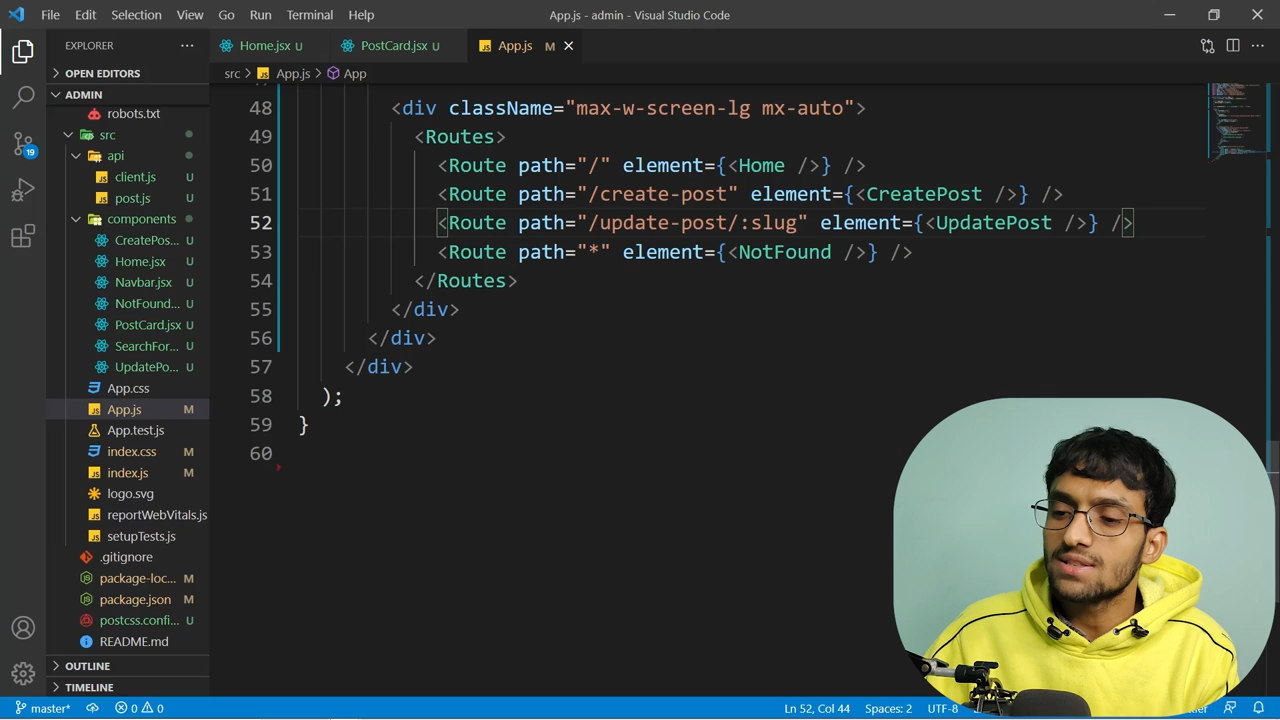 File Edit Selection View Go Run Terminal Help
App.js - admin - Visual Studio Code
EXPLORER
OPEN EDITORS
ADMIN
robots.txt
src
api
client.js U
post.js U
components
CreatePos... U
Home.jsx U
Navbar.jsx U
NotFound... U
PostCard.jsx U
SearchFor... U
UpdatePo... U
App.css
App.js M
App.test.js
index.css M
index.js M
logo.svg
reportWebVitals.js
setupTests.js
.gitignore
package-loc... M
package.json M
postcss.confi... U
README.md
OUTLINE
TIMELINE
19
Home.jsx U
PostCard.jsx U
App.js M
src > App.js > App
48 <div className="max-w-screen-lg mx-auto">
49 <Routes>
50 <Route path="/" element={<Home />} />
51 <Route path="/create-post" element={<CreatePost />} />
52 <Route path="/update-post/:slug" element={<UpdatePost />} />
53 <Route path="*" element={<NotFound />} />
54 </Routes>
55 </div>
56 </div>
57 </div>
58 );
59 }
60
master* 0 0
Ln 52, Col 44 Spaces: 2 UTF-8